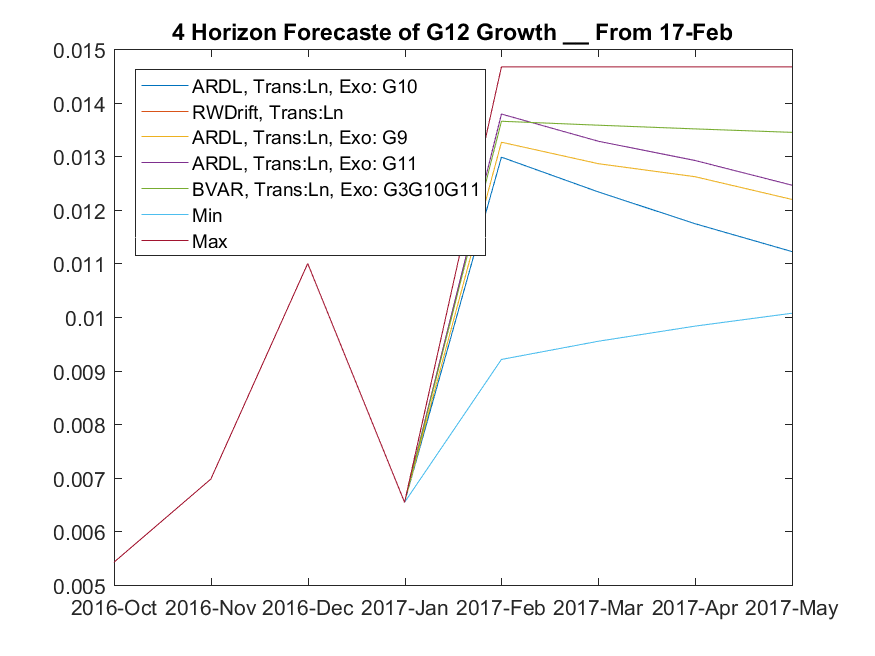 4 Horizon Forecaste of G12 Growth __ From 17-Feb
0.015
0.014
0.013
0.012
0.011
0.01
0.009
0.008
0.007
0.006
0.005
ARDL, Trans:Ln, Exo: G10
RWDrift, Trans:Ln
ARDL, Trans:Ln, Exo: G9
ARDL, Trans:Ln, Exo: G11
BVAR, Trans:Ln, Exo: G3G10G11
Min
Max
2016-Oct 2016-Nov 2016-Dec 2017-Jan 2017-Feb 2017-Mar 2017-Apr 2017-May